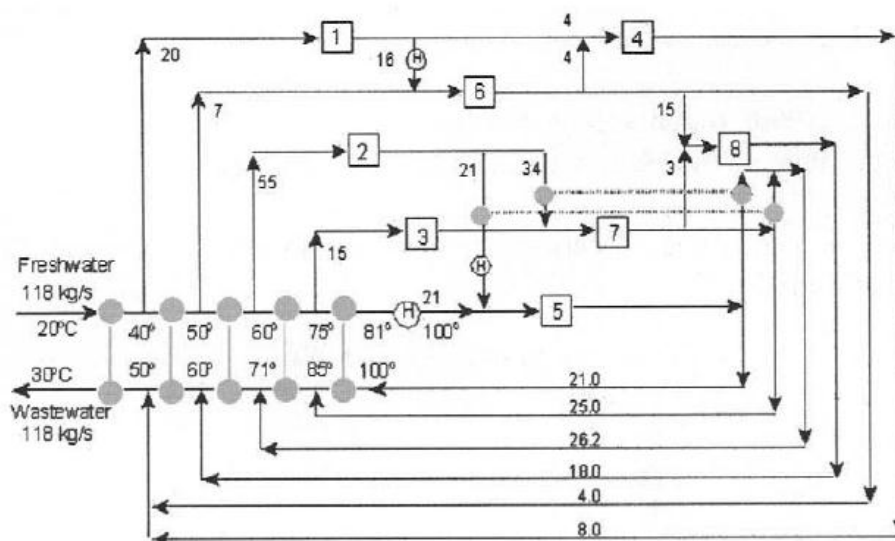 4
20
1
4
16
H
4
7
6
15
2
8
55
21
34
3
3
7
15
Freshwater
118 kg/s
H
21
H
5
20ºC
40º
50º
60º
75º
81º
100º
30ºC
50º
60º
71º
85º
100º
21.0
Wastewater
118 kg/s
25.0
26.2
18.0
4.0
8.0